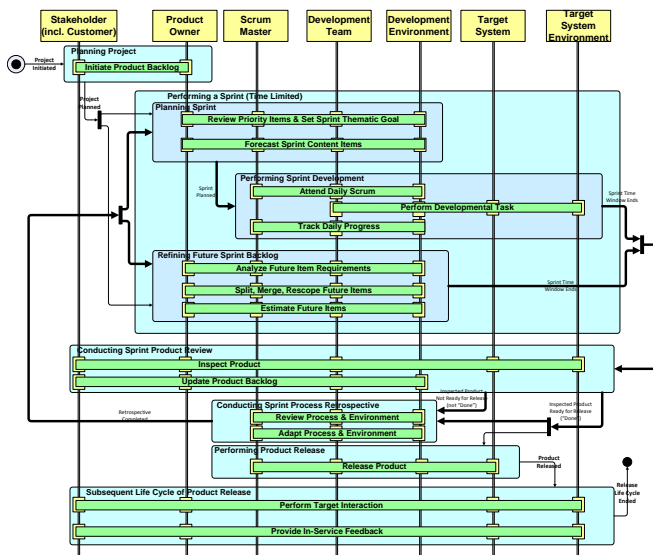 Stakeholder
(incl. Customer)
Product
Owner
Scrum
Master
Development
Team
Development
Environment
Target
System
Target
System
Environment
Planning Project
Project
Initiated
Initiate Product Backlog
Project
Planned
Performing a Sprint (Time Limited)
Planning Sprint
Review Priority Items & Set Sprint Thematic Goal
Forecast Sprint Content Items
Sprint
Planned
Performing Sprint Development
Attend Daily Scrum
Perform Developmental Task
Track Daily Progress
Sprint Time
Window Ends
Refining Future Sprint Backlog
Analyze Future Item Requirements
Split, Merge, Rescope Future Items
Estimate Future Items
Sprint Time
Window Ends
Conducting Sprint Product Review
Inspect Product
Update Product Backlog
Inspected Product
Not Ready for Release
(not "Done")
Inspected Product
Ready for Release
("Done")
Retrospective
Completed
Conducting Sprint Process Retrospective
Review Process & Environment
Adapt Process & Environment
Performing Product Release
Release Product
Product
Released
Subsequent Life Cycle of Product Release
Perform Target Interaction
Provide In-Service Feedback
Release
Life Cycle
Ended